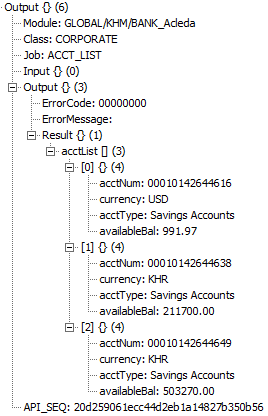 Output {} (6)
Module: GLOBAL/KHM/BANK_Acleda
Class: CORPORATE
Job: ACCT_LIST
Input {} (0)
Output {} (3)
ErrorCode: 00000000
ErrorMessage:
Result {} (1)
acctList [] (3)
[0] {} (4)
acctNum: 00010142644616
currency: USD
acctType: Savings Accounts
availableBal: 991.97
[1] {} (4)
acctNum: 00010142644638
currency: KHR
acctType: Savings Accounts
availableBal: 211700.00
[2] {} (4)
acctNum: 00010142644649
currency: KHR
acctType: Savings Accounts
availableBal: 503270.00
API_SEQ: 20d259061ecc44d2eb1a14827b350b56